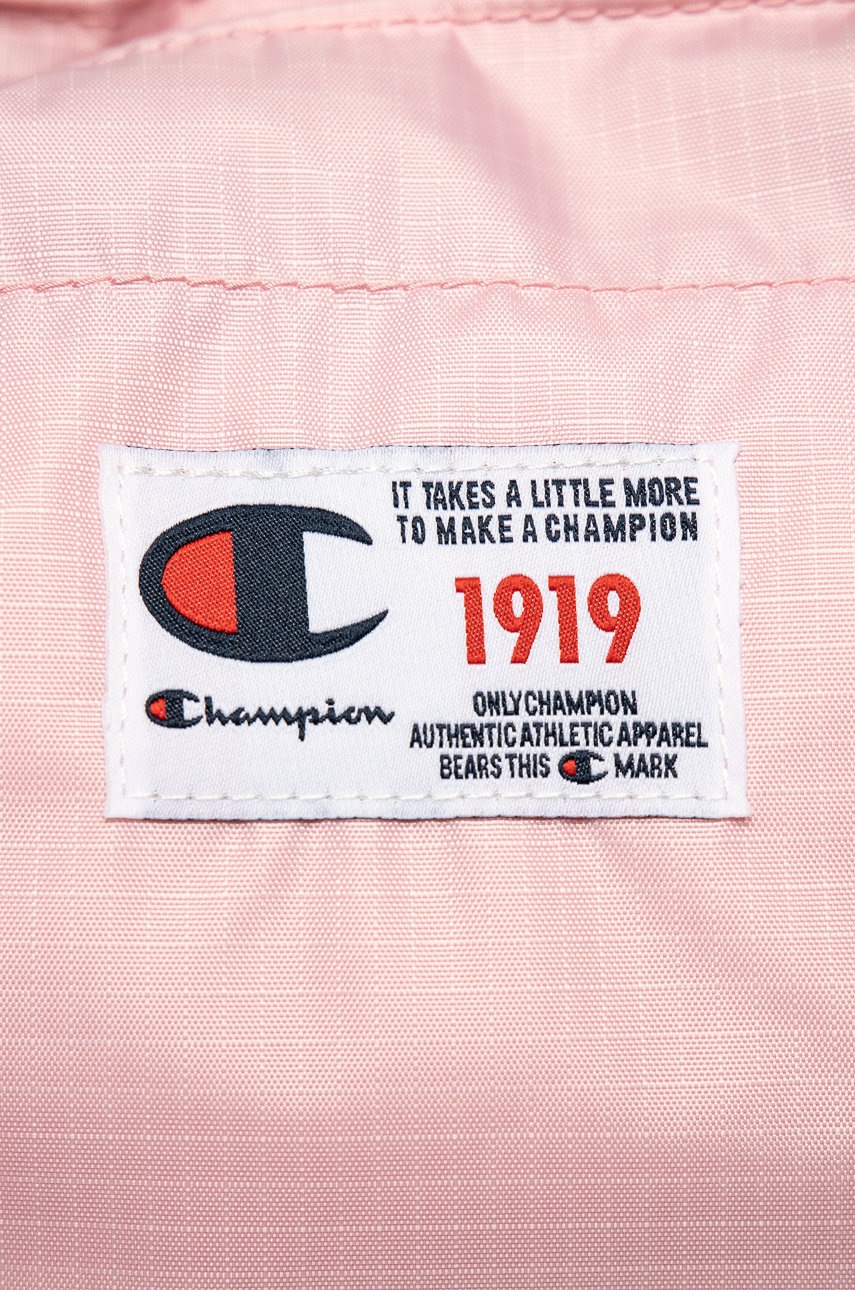 IT TAKES A LITTLE MORE
TO MAKE A CHAMPION
1919
Champion
ONLY CHAMPION
AUTHENTIC ATHLETIC APPAREL
BEARS THIS C MARK